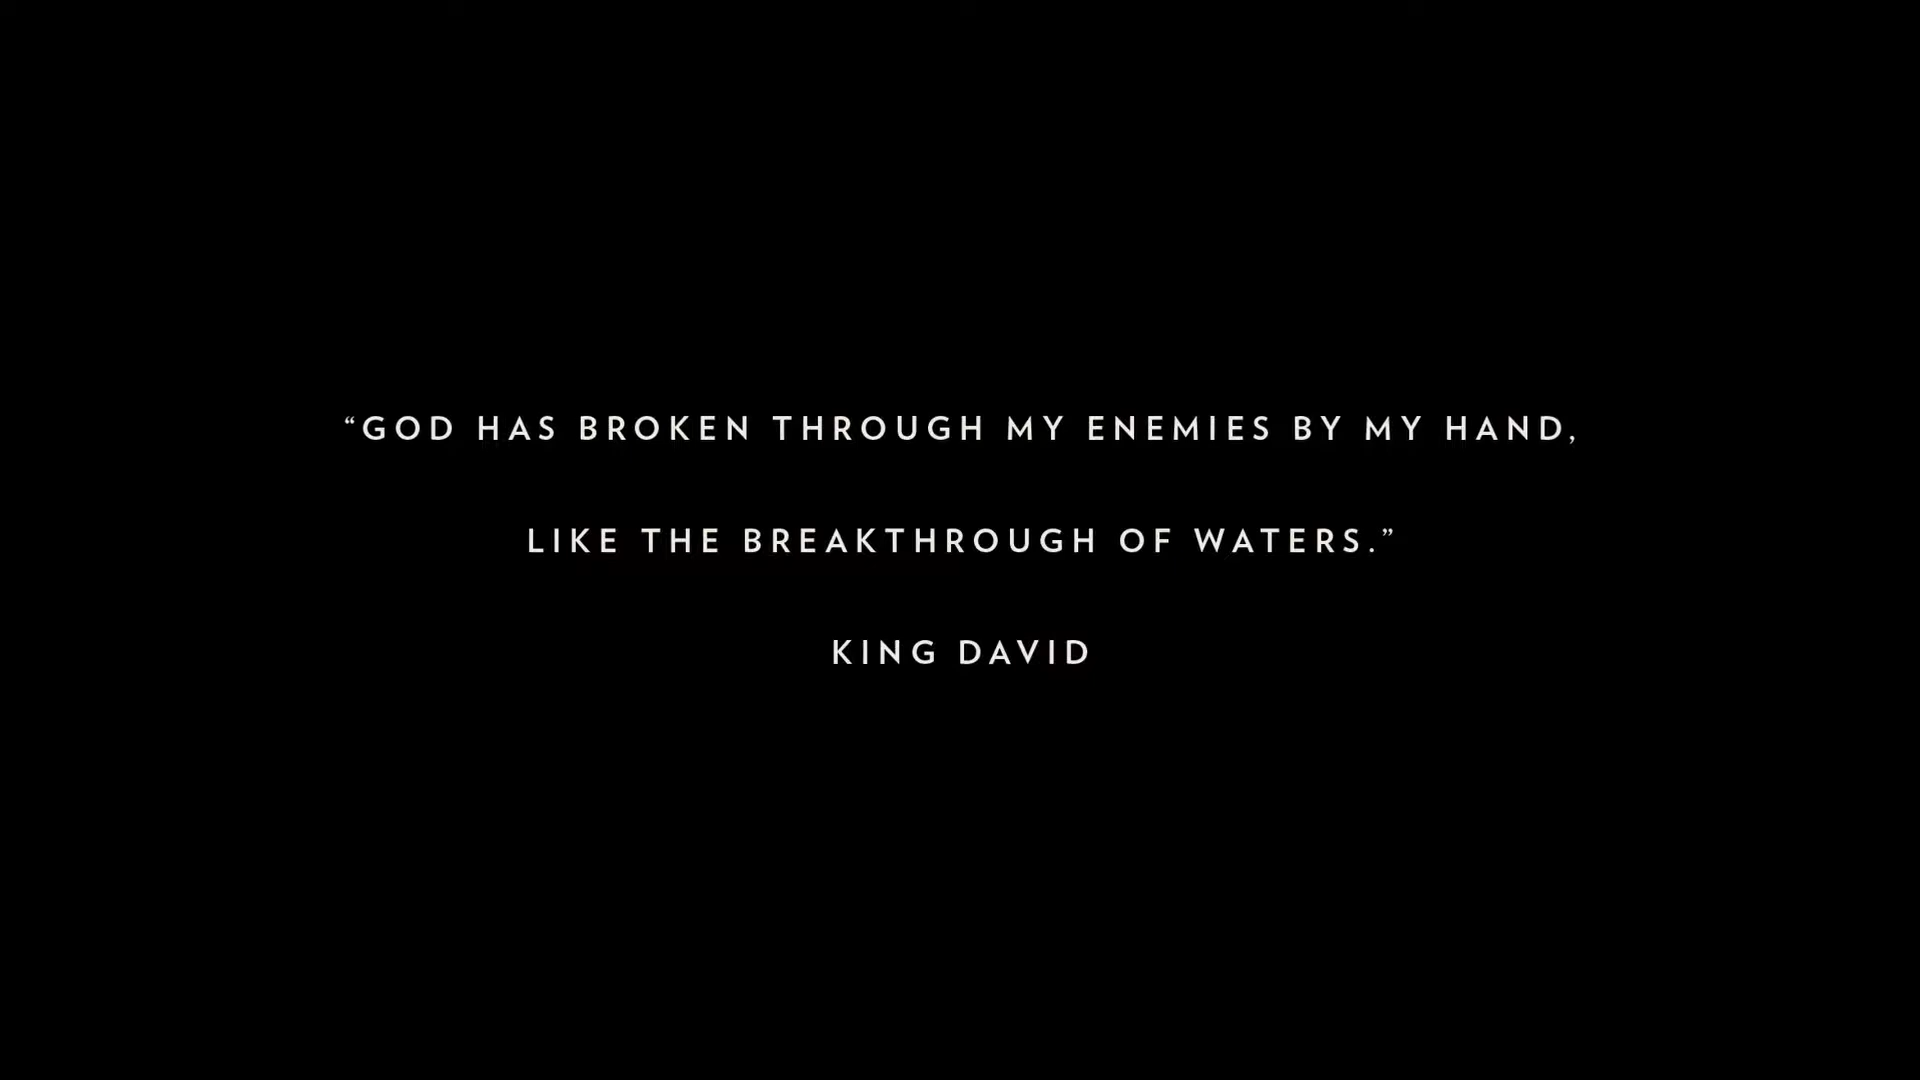 “GOD HAS BROKEN THROUGH MY ENEMIES BY MY HAND,
LIKE THE BREAKTHROUGH OF WATERS.”
KING DAVID